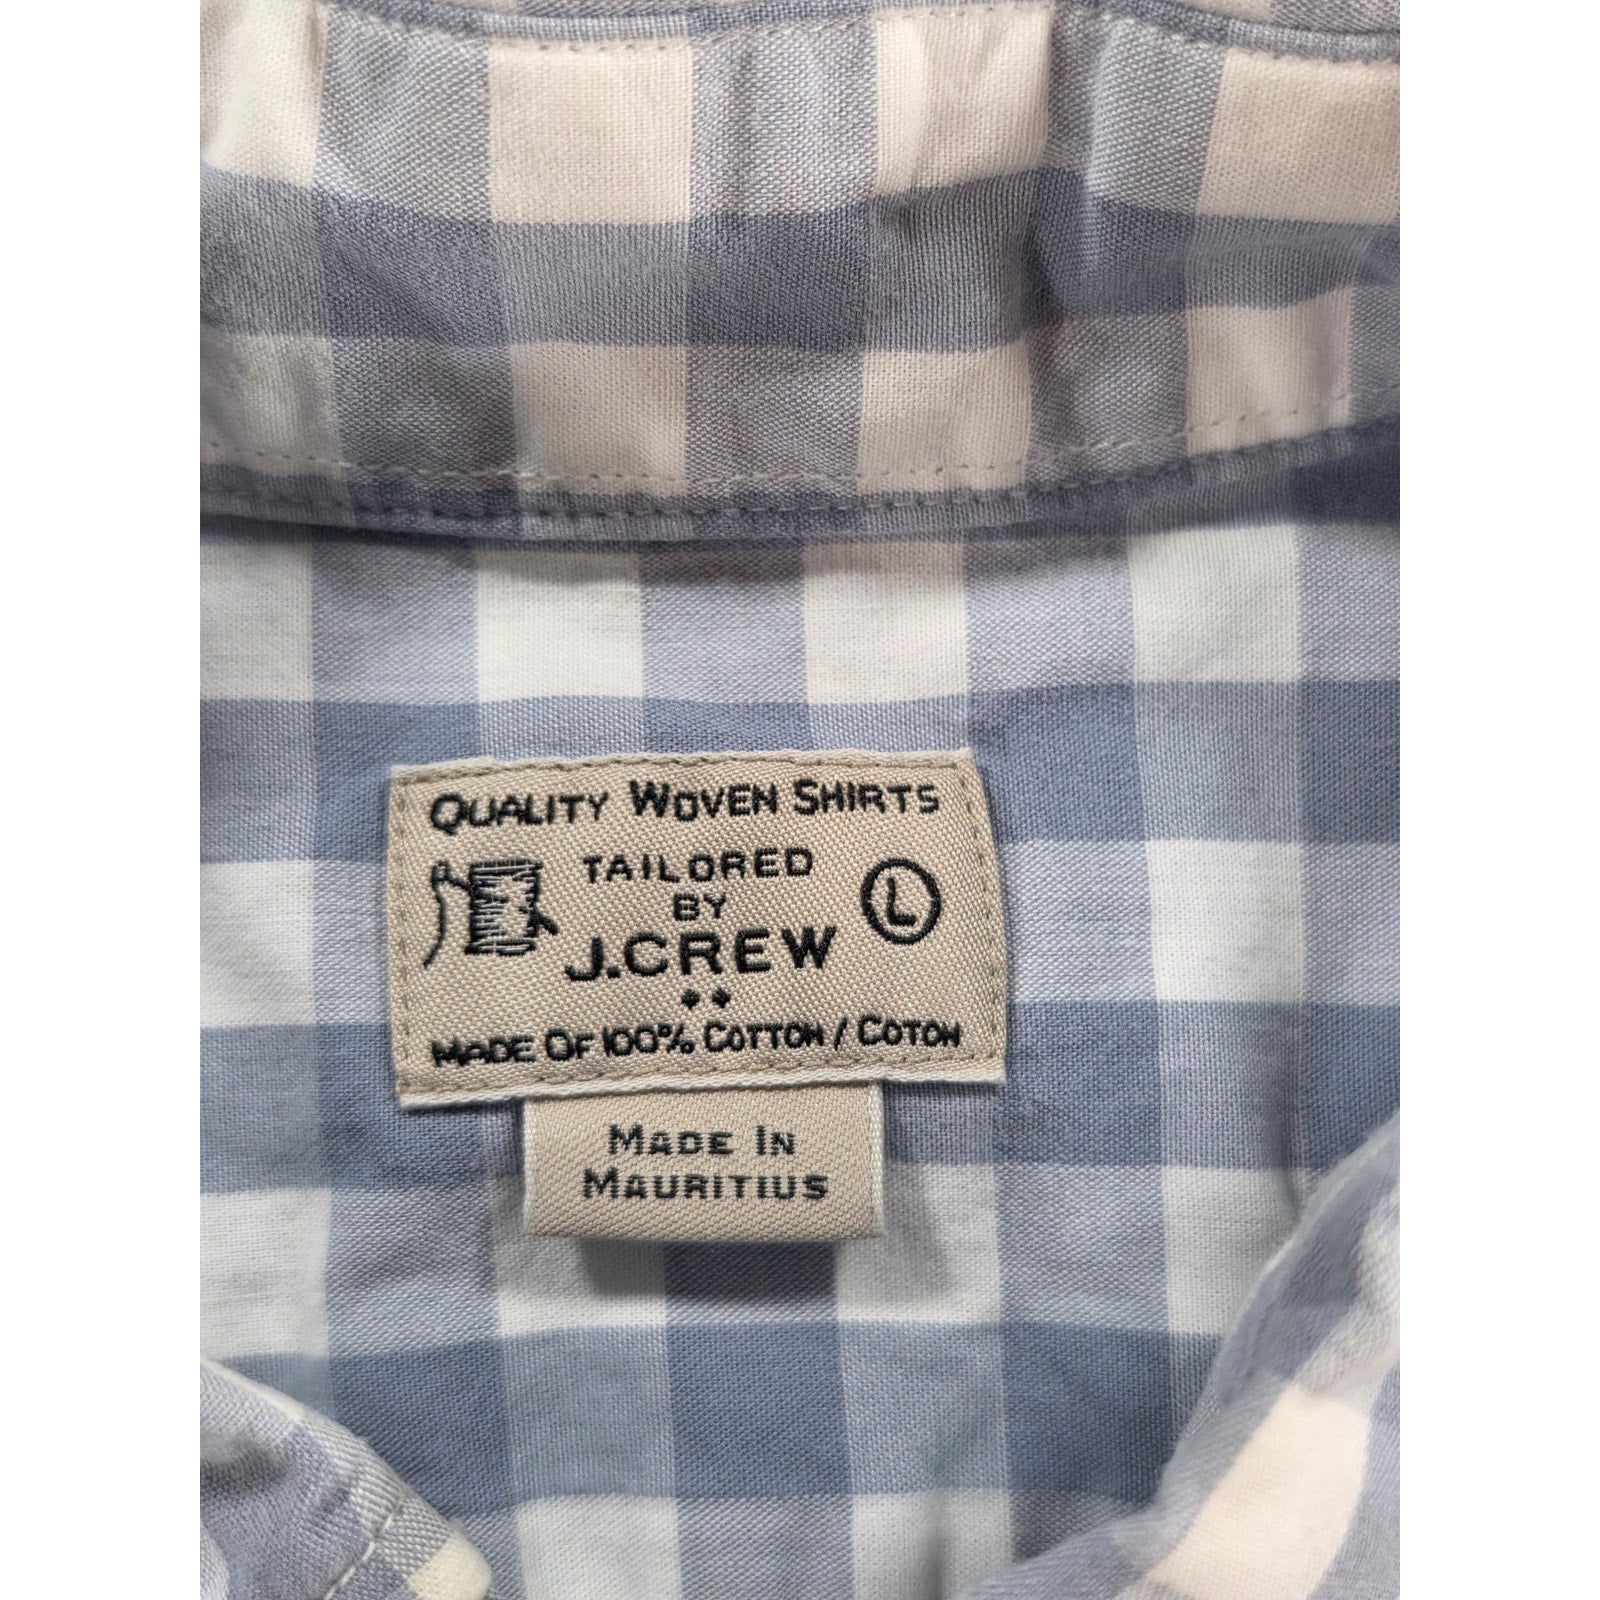 QUALITY WOVEN SHIRTS
TAILORED
BY
J.CREW
L
MADE OF 100% COTTON / COTON
MADE IN
MAURITIUS